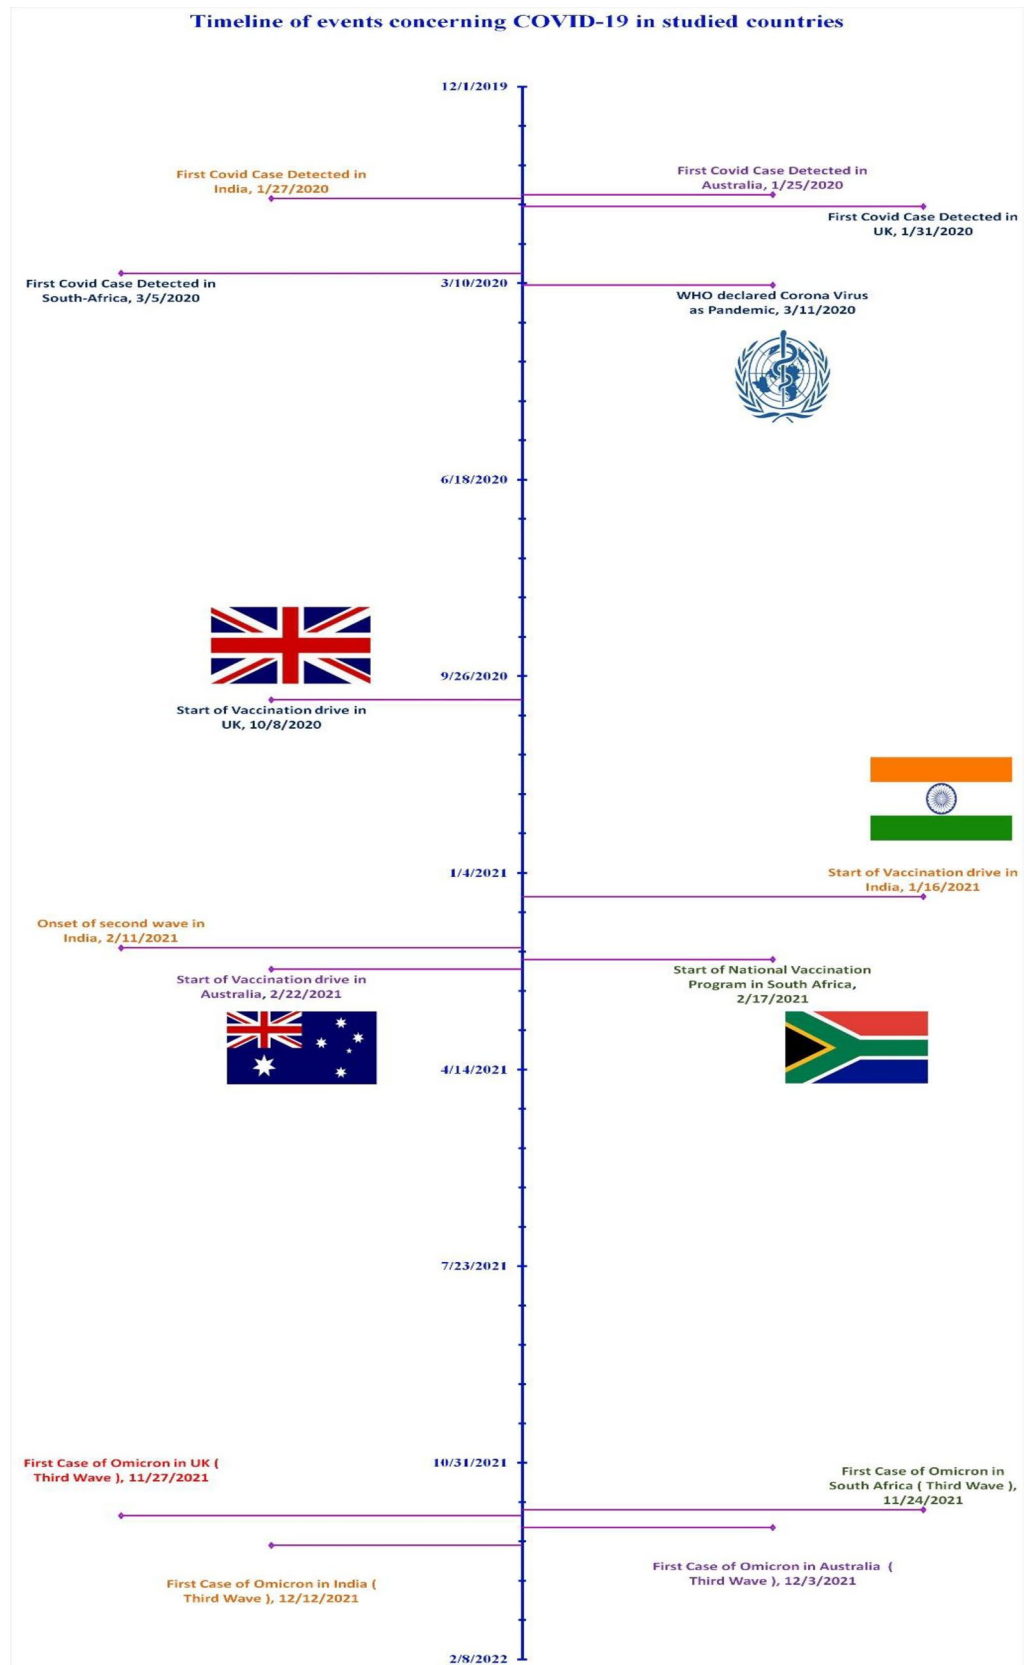 Timeline of events concerning COVID-19 in studied countries
12/1/2019
First Covid Case Detected in
India, 1/27/2020
First Covid Case Detected in
Australia, 1/25/2020
First Covid Case Detected in
UK, 1/31/2020
First Covid Case Detected in
South-Africa, 3/5/2020
3/10/2020
WHO declared Corona Virus
as Pandemic, 3/11/2020
6/18/2020
9/26/2020
Start of Vaccination drive in
UK, 10/8/2020
1/4/2021
Start of Vaccination drive in
India, 1/16/2021
Onset of second wave in
India, 2/11/2021
Start of Vaccination drive in
Australia, 2/22/2021
Start of National Vaccination
Program in South Africa,
2/17/2021
4/14/2021
7/23/2021
10/31/2021
First Case of Omicron in UK (
Third Wave ), 11/27/2021
First Case of Omicron in
South Africa ( Third Wave ),
11/24/2021
First Case of Omicron in India (
Third Wave ), 12/12/2021
First Case of Omicron in Australia (
Third Wave ), 12/3/2021
2/8/2022